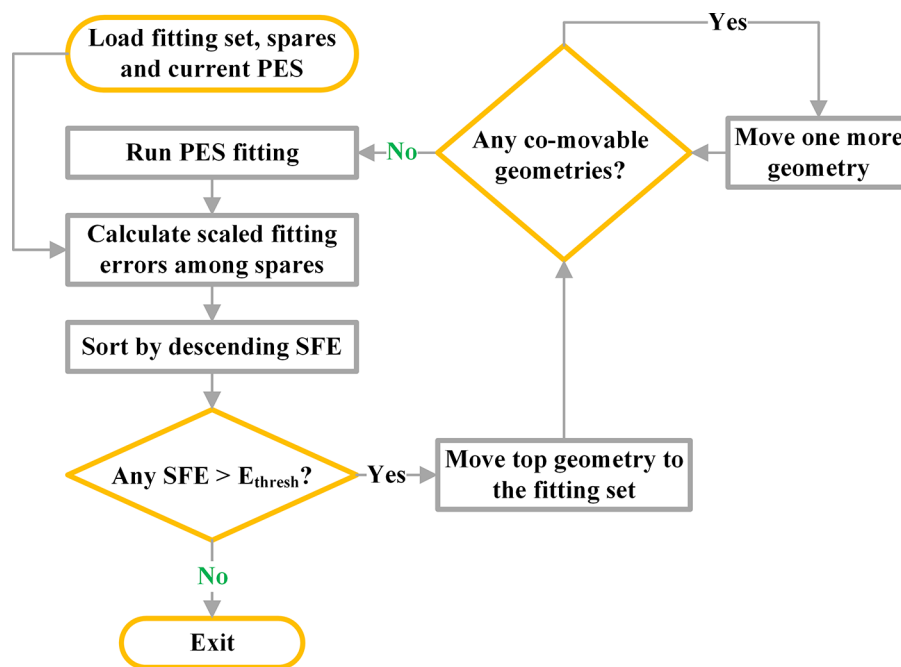 Load fitting set, spares
and current PES
Run PES fitting
Calculate scaled fitting
errors among spares
Sort by descending SFE
Any SFE > Ethresh?
Yes
Move top geometry to
the fitting set
Any co-movable
geometries?
Yes
Move one more
geometry
No
No
Exit